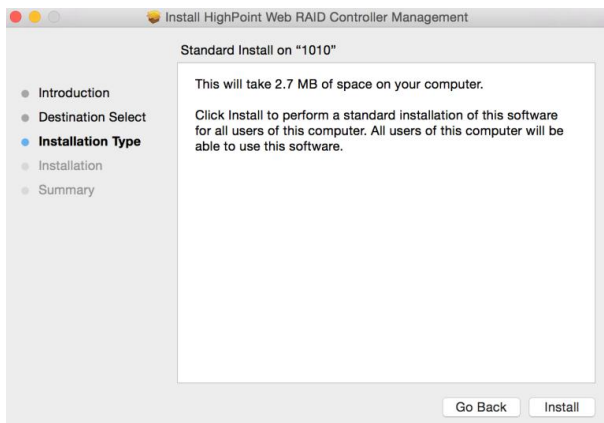 Install HighPoint Web RAID Controller Management
Standard Install on “1010”
Introduction
Destination Select
Installation Type
Installation
Summary
This will take 2.7 MB of space on your computer.
Click Install to perform a standard installation of this software
for all users of this computer. All users of this computer will be
able to use this software.
Go Back
Install